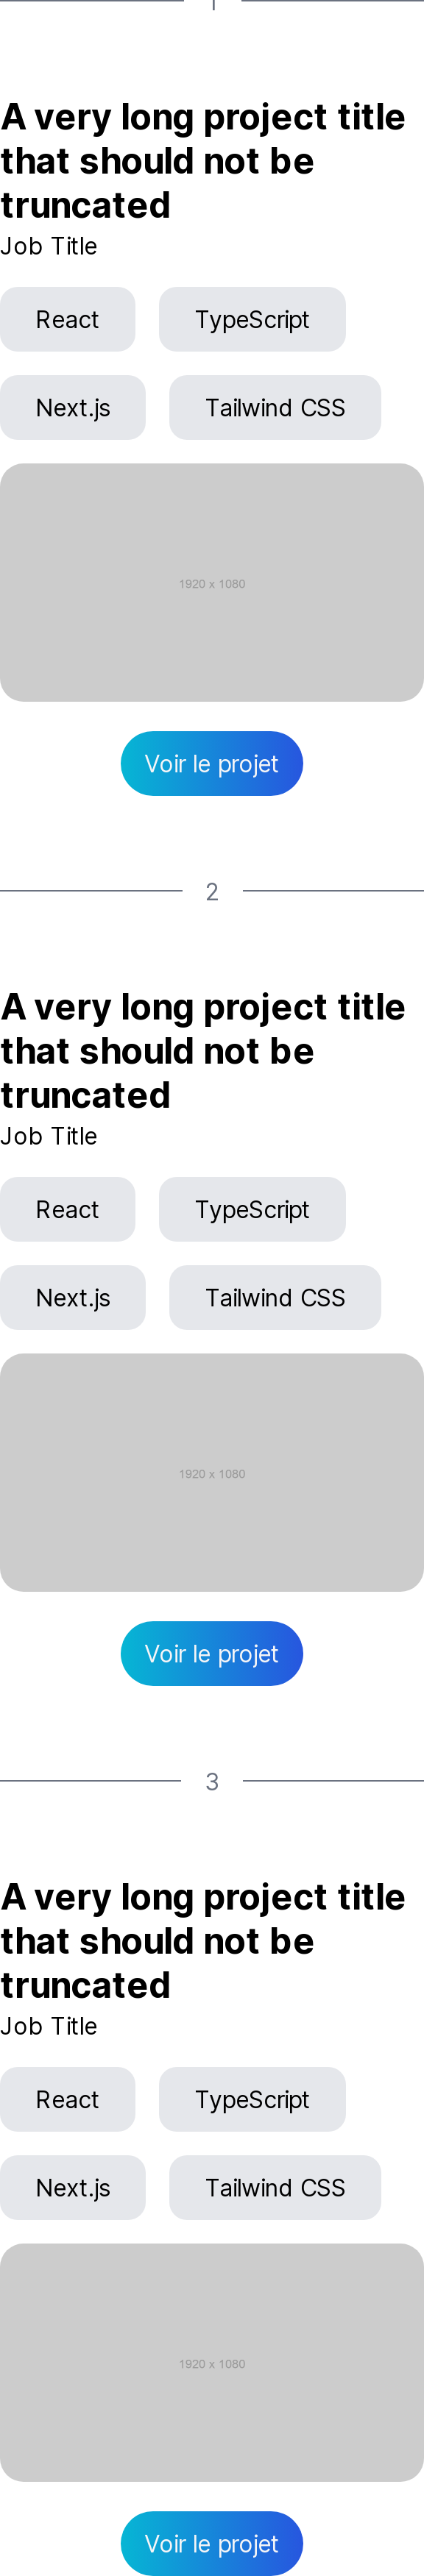 1
A very long project title
that should not be
truncated
Job Title
React TypeScript
Next.js Tailwind CSS
1920 x 1080
Voir le projet
2
A very long project title
that should not be
truncated
Job Title
React TypeScript
Next.js Tailwind CSS
1920 x 1080
Voir le projet
3
A very long project title
that should not be
truncated
Job Title
React TypeScript
Next.js Tailwind CSS
1920 x 1080
Voir le projet